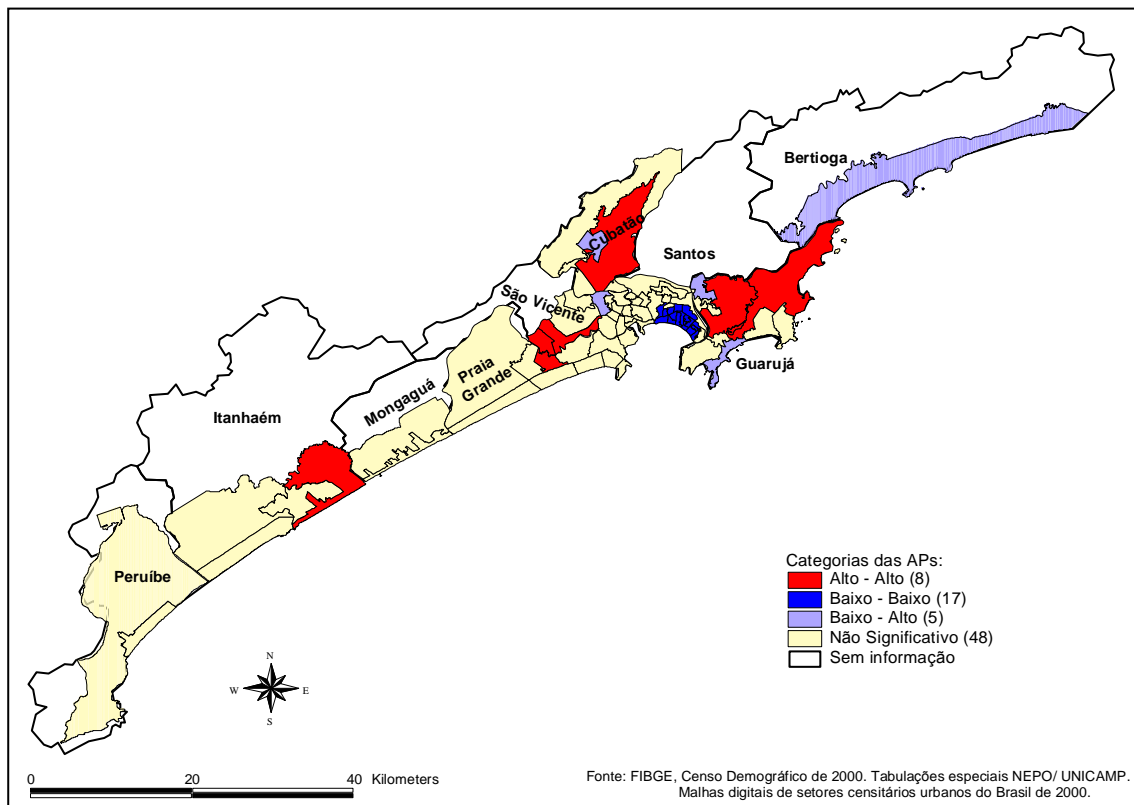 Bertioga
Cubatão
Santos
São Vicente
Guarujá
Praia
Grande
Mongaguá
Itanhaém
Peruíbe
Categorias das APs:
Alto - Alto (8)
Baixo - Baixo (17)
Baixo - Alto (5)
Não Significativo (48)
Sem informação
N
W E
S
0 20 40 Kilometers
Fonte: FIBGE, Censo Demográfico de 2000. Tabulações especiais NEPO/ UNICAMP.
Malhas digitais de setores censitários urbanos do Brasil de 2000.